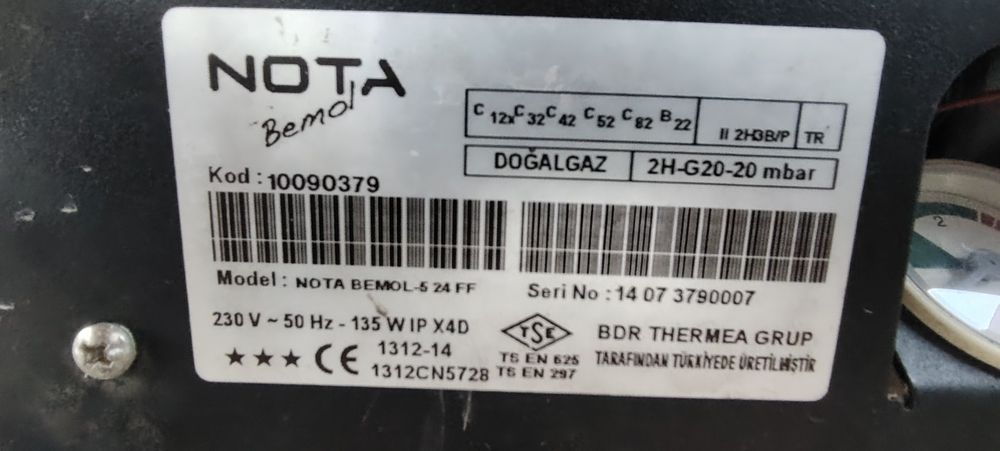 NOTA
Bemol
C 12x C 32 C 42 C 52 C 82 B 22 II 2H3B/P TR
DOĞALGAZ 2H-G20-20 mbar
Kod : 10090379
Model : NOTA BEMOL-5 24 FF
Seri No : 14 07 3790007
230 V ~ 50 Hz - 135 W IP X4D
★★★ CE 1312-14
1312CN5728
TSE
TS EN 625
TS EN 297
BDR THERMEA GRUP
TARAFINDAN TÜRKİYEDE ÜRETİLMİŞTİR
2